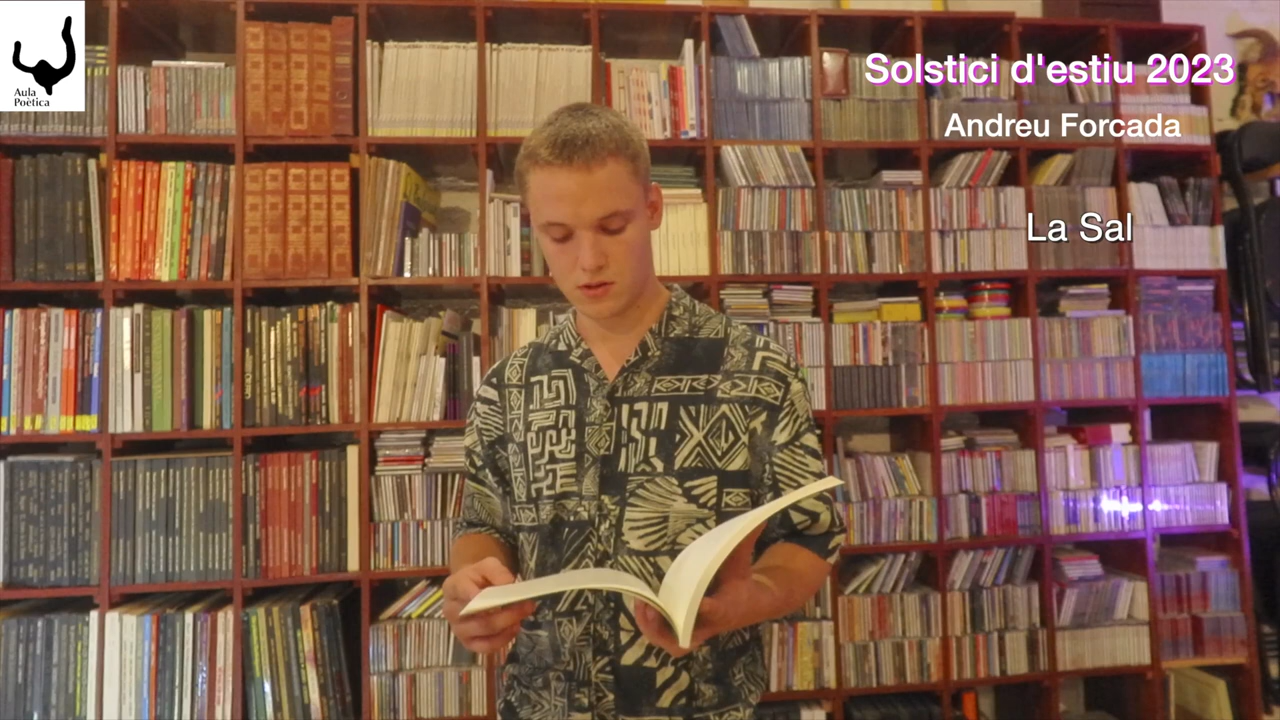 Aula
Poètica
Solstici d'estiu 2023
Andreu Forcada
La Sal